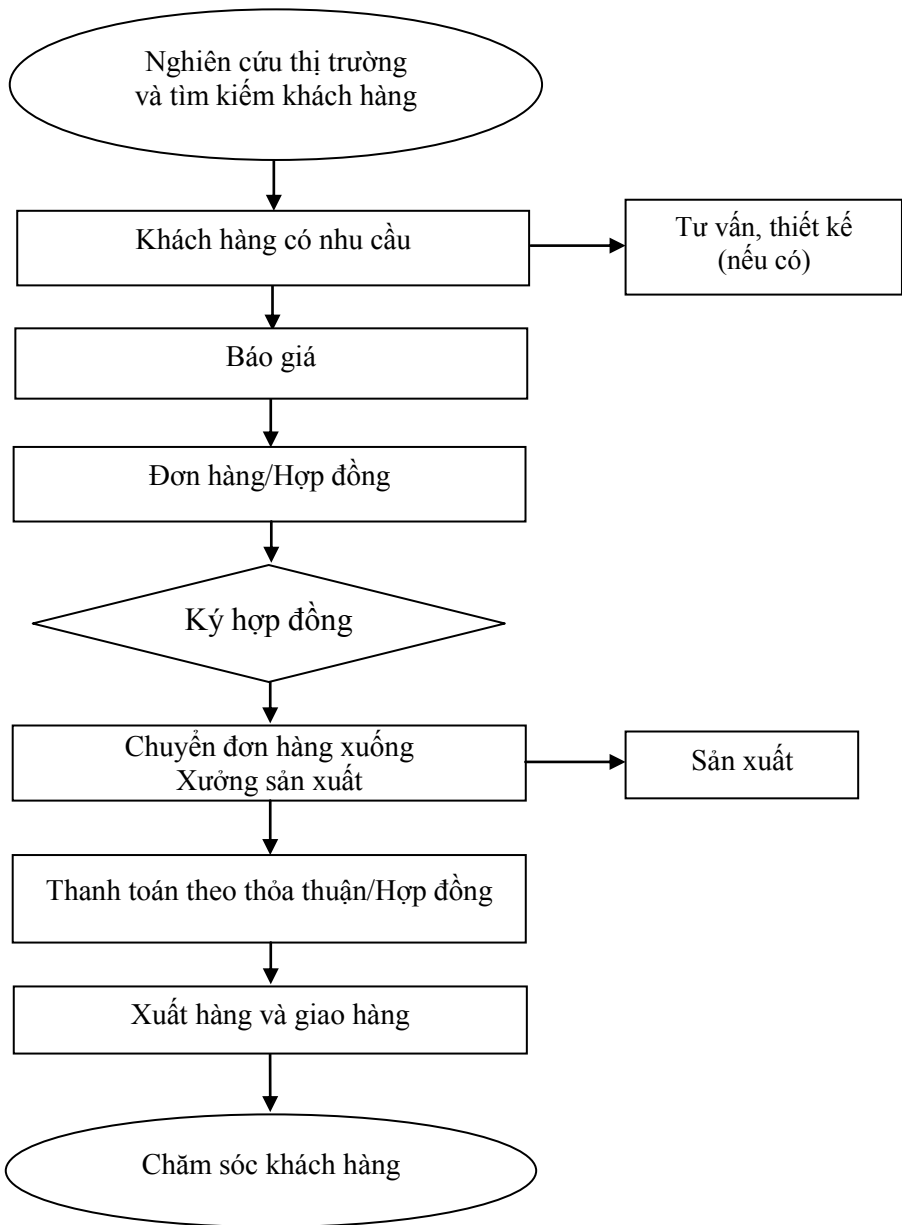 Nghiên cứu thị trường
và tìm kiếm khách hàng
Khách hàng có nhu cầu
Tư vấn, thiết kế
(nếu có)
Báo giá
Đơn hàng/Hợp đồng
Ký hợp đồng
Chuyển đơn hàng xuống
Xưởng sản xuất
Sản xuất
Thanh toán theo thỏa thuận/Hợp đồng
Xuất hàng và giao hàng
Chăm sóc khách hàng